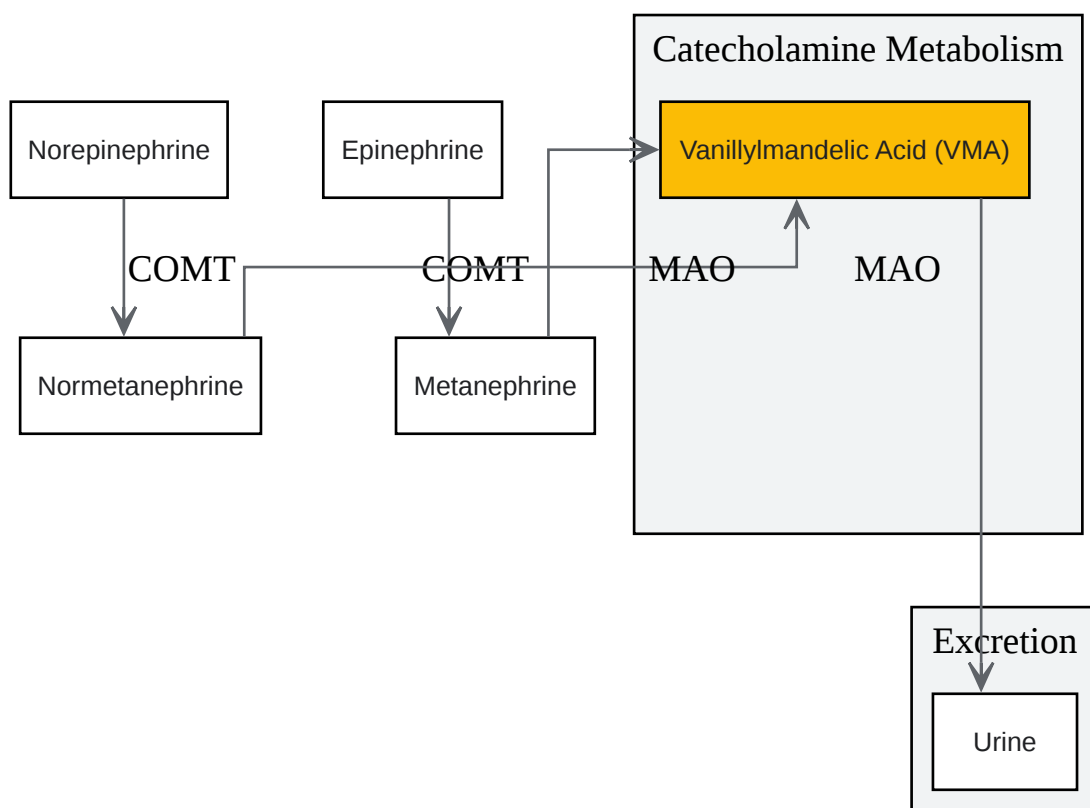 Catecholamine Metabolism
Norepinephrine
Epinephrine
Vanillylmandelic Acid (VMA)
COMT
COMT
MAO
MAO
Normetanephrine
Metanephrine
Excretion
Urine